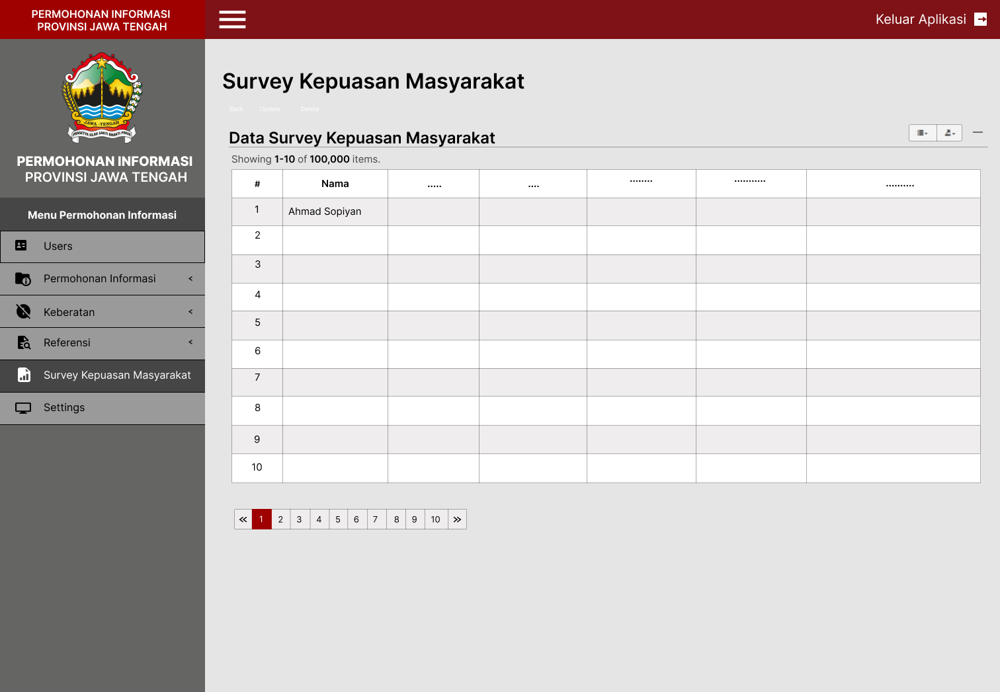 PERMOHONAN INFORMASI
PROVINSI JAWA TENGAH
Keluar Aplikasi
JAWA - TENGAH
PRASETYA ULAH SAKTI BHAKTI PRAJA
PERMOHONAN INFORMASI
PROVINSI JAWA TENGAH
Menu Permohonan Informasi
Users
Permohonan Informasi <
Keberatan <
Referensi <
Survey Kepuasan Masyarakat
Settings
Survey Kepuasan Masyarakat
Back Update Delete
Data Survey Kepuasan Masyarakat
Showing 1-10 of 100,000 items.
# Nama ..... .... ........ ........... ..........
1 Ahmad Sopiyan
2
3
4
5
6
7
8
9
10
« 1 2 3 4 5 6 7 8 9 10 »